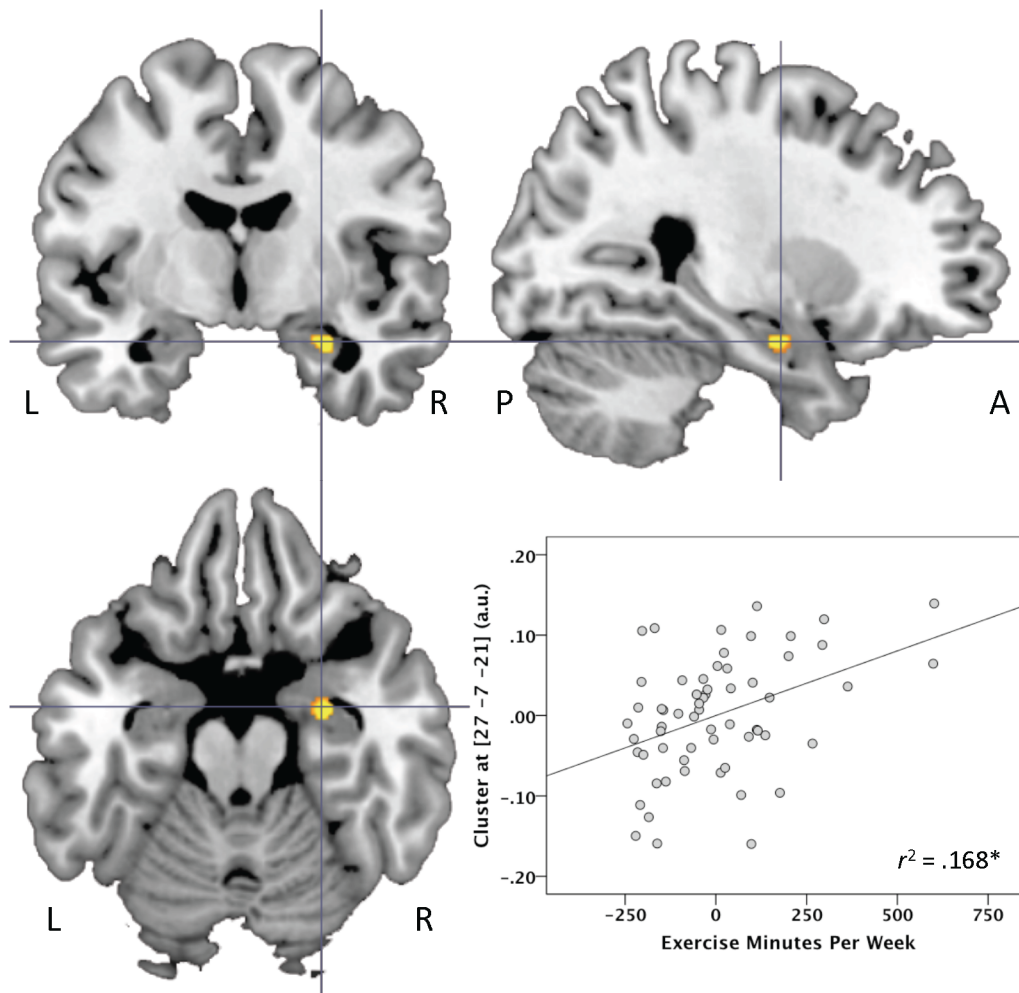 L
R
P
A
L
R
Cluster at [27 -7 -21] (a.u.)
.20
.10
.00
-.10
-.20
r² = .168*
-250
0
250
500
750
Exercise Minutes Per Week